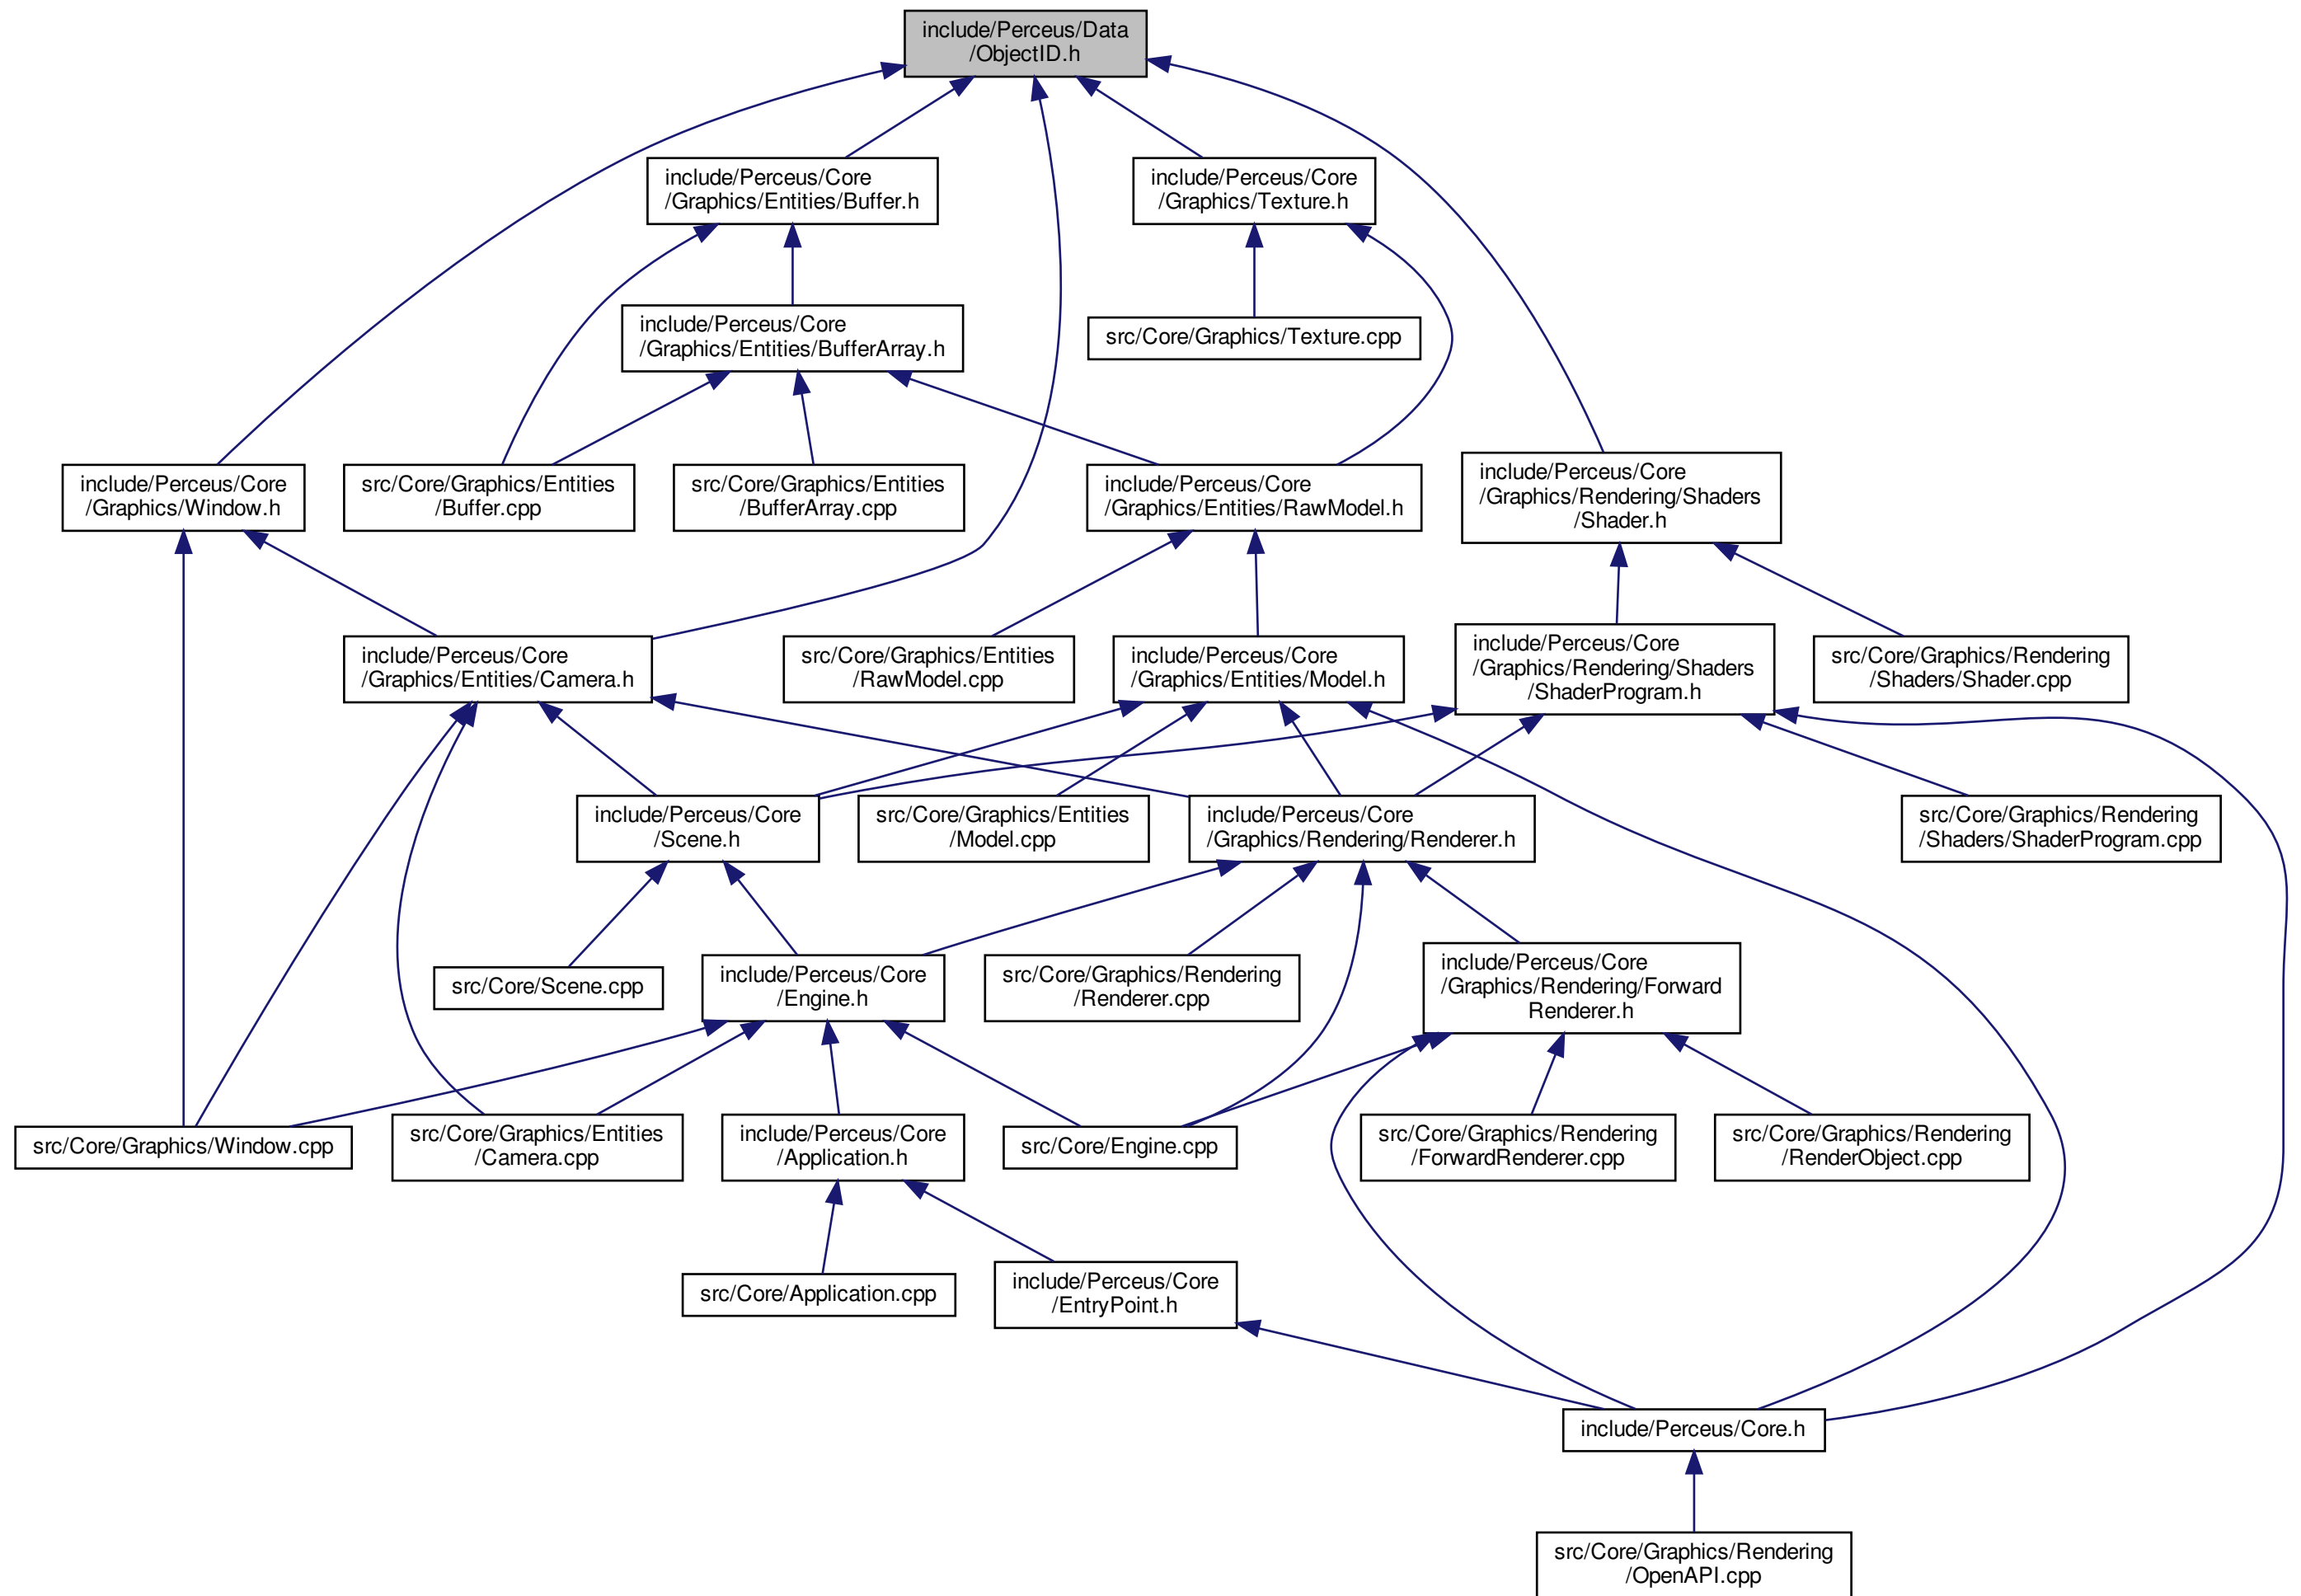 include/Perceus/Data
/ObjectID.h
include/Perceus/Core
/Graphics/Entities/Buffer.h
include/Perceus/Core
/Graphics/Texture.h
include/Perceus/Core
/Graphics/Entities/BufferArray.h
src/Core/Graphics/Texture.cpp
include/Perceus/Core
/Graphics/Window.h
src/Core/Graphics/Entities
/Buffer.cpp
src/Core/Graphics/Entities
/BufferArray.cpp
include/Perceus/Core
/Graphics/Entities/RawModel.h
include/Perceus/Core
/Graphics/Rendering/Shaders
/Shader.h
include/Perceus/Core
/Graphics/Entities/Camera.h
src/Core/Graphics/Entities
/RawModel.cpp
include/Perceus/Core
/Graphics/Entities/Model.h
include/Perceus/Core
/Graphics/Rendering/Shaders
/ShaderProgram.h
src/Core/Graphics/Rendering
/Shaders/Shader.cpp
include/Perceus/Core
/Scene.h
src/Core/Graphics/Entities
/Model.cpp
include/Perceus/Core
/Graphics/Rendering/Renderer.h
src/Core/Graphics/Rendering
/Shaders/ShaderProgram.cpp
src/Core/Scene.cpp
include/Perceus/Core
/Engine.h
src/Core/Graphics/Rendering
/Renderer.cpp
include/Perceus/Core
/Graphics/Rendering/Forward
Renderer.h
src/Core/Graphics/Window.cpp
src/Core/Graphics/Entities
/Camera.cpp
include/Perceus/Core
/Application.h
src/Core/Engine.cpp
src/Core/Graphics/Rendering
/ForwardRenderer.cpp
src/Core/Graphics/Rendering
/RenderObject.cpp
src/Core/Application.cpp
include/Perceus/Core
/EntryPoint.h
include/Perceus/Core.h
src/Core/Graphics/Rendering
/OpenAPI.cpp